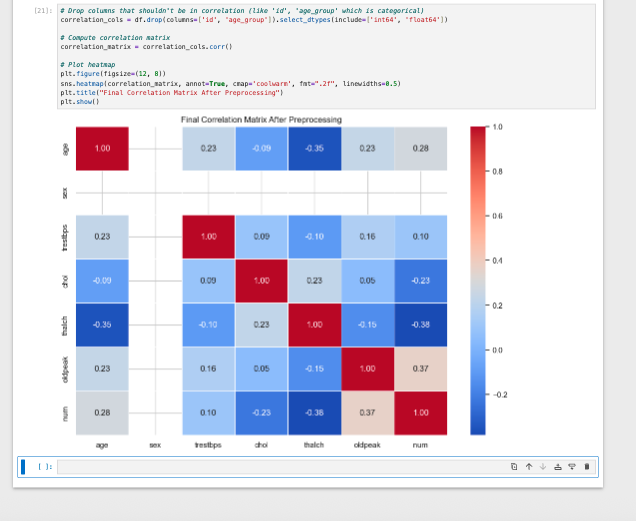 [21]: # Drop columns that shouldn't be in correlation (like 'id', 'age_group' which is categorical)
correlation_cols = df.drop(columns=['id', 'age_group']).select_dtypes(include=['int64', 'float64'])
# Compute correlation matrix
correlation_matrix = correlation_cols.corr()
# Plot heatmap
plt.figure(figsize=(12, 8))
sns.heatmap(correlation_matrix, annot=True, cmap='coolwarm', fmt=".2f", linewidths=0.5)
plt.title("Final Correlation Matrix After Preprocessing")
plt.show()
Final Correlation Matrix After Preprocessing
age 1.00 0.23 -0.09 -0.35 0.23 0.28
sex
trestbps 0.23 1.00 0.09 -0.10 0.16 0.10
chol -0.09 0.09 1.00 0.23 0.05 -0.23
thalch -0.35 -0.10 0.23 1.00 -0.15 -0.38
oldpeak 0.23 0.16 0.05 -0.15 1.00 0.37
num 0.28 0.10 -0.23 -0.38 0.37 1.00
age sex trestbps chol thalch oldpeak num
1.0
0.8
0.6
0.4
0.2
0.0
-0.2
[ ]: